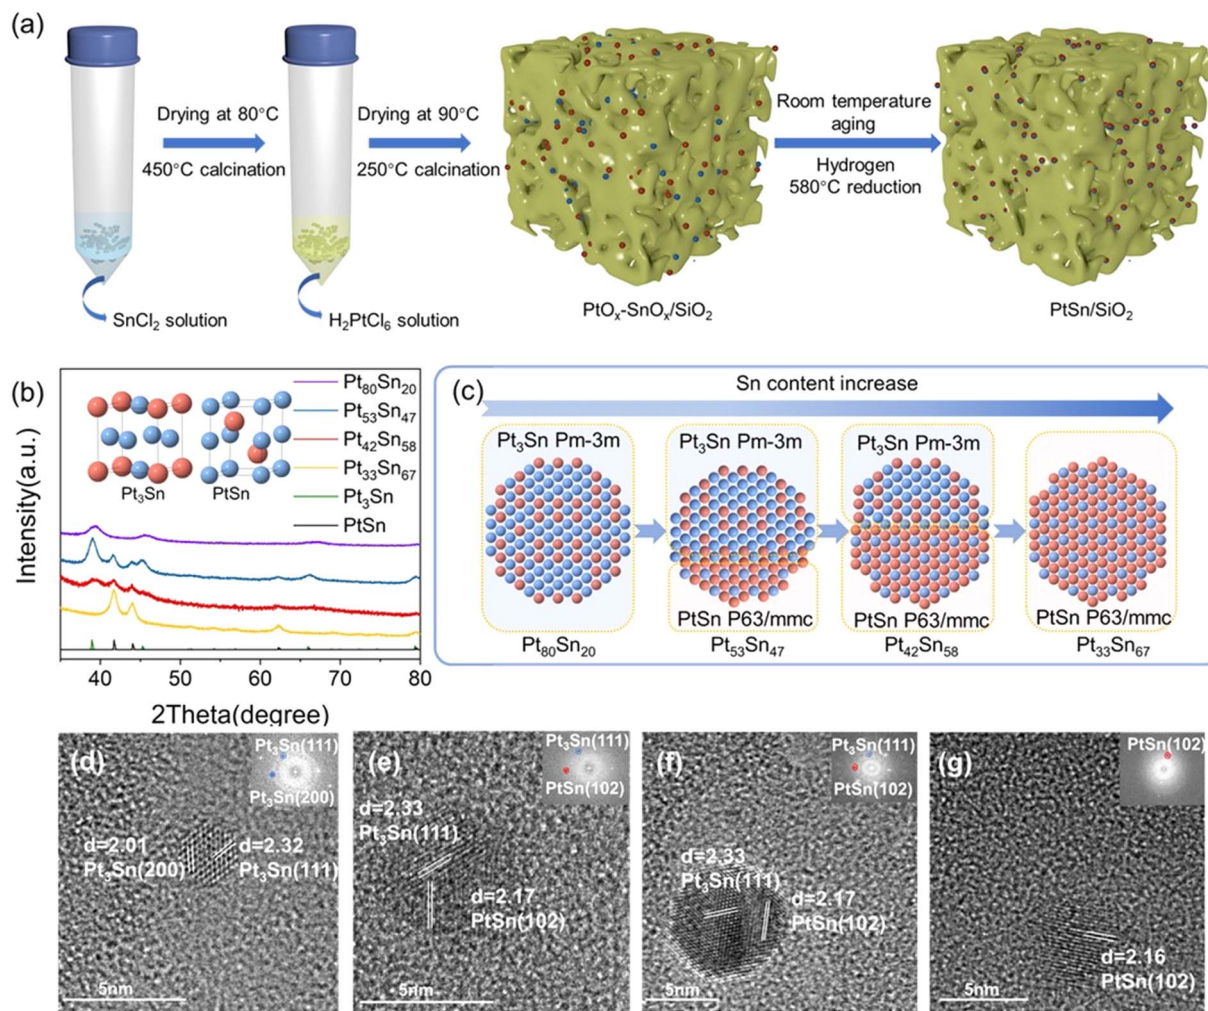 (a)
Drying at 80°C
450°C calcination
Drying at 90°C
250°C calcination
Room temperature
aging
Hydrogen
580°C reduction
SnCl₂ solution
H₂PtCl₆ solution
PtOₓ-SnOₓ/SiO₂
PtSn/SiO₂
(b)
Intensity(a.u.)
Pt₈₀Sn₂₀
Pt₅₃Sn₄₇
Pt₄₂Sn₅₈
Pt₃₃Sn₆₇
Pt₃Sn
PtSn
Pt₃Sn PtSn
40 50 60 70 80
2Theta(degree)
(c)
Sn content increase
Pt₃Sn Pm-3m Pt₃Sn Pm-3m Pt₃Sn Pm-3m
PtSn P63/mmc PtSn P63/mmc PtSn P63/mmc
Pt₈₀Sn₂₀ Pt₅₃Sn₄₇ Pt₄₂Sn₅₈ Pt₃₃Sn₆₇
(d)
Pt₃Sn(111)
Pt₃Sn(200)
d=2.01
Pt₃Sn(200)
d=2.32
Pt₃Sn(111)
5nm
(e)
Pt₃Sn(111)
PtSn(102)
d=2.33
Pt₃Sn(111)
d=2.17
PtSn(102)
5nm
(f)
Pt₃Sn(111)
PtSn(102)
d=2.33
Pt₃Sn(111)
d=2.17
PtSn(102)
5nm
(g)
PtSn(102)
d=2.16
PtSn(102)
5nm